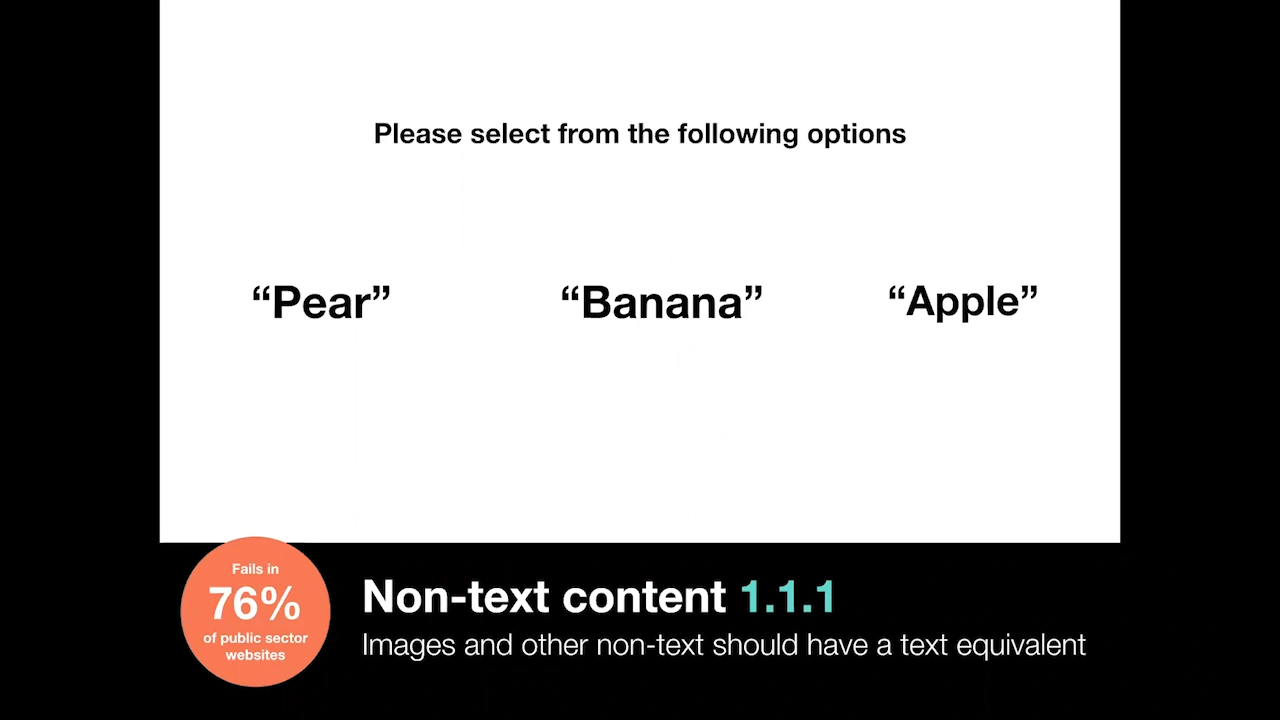 Please select from the following options
“Pear” “Banana” “Apple”
Fails in
76%
of public sector
websites
Non-text content 1.1.1
Images and other non-text should have a text equivalent